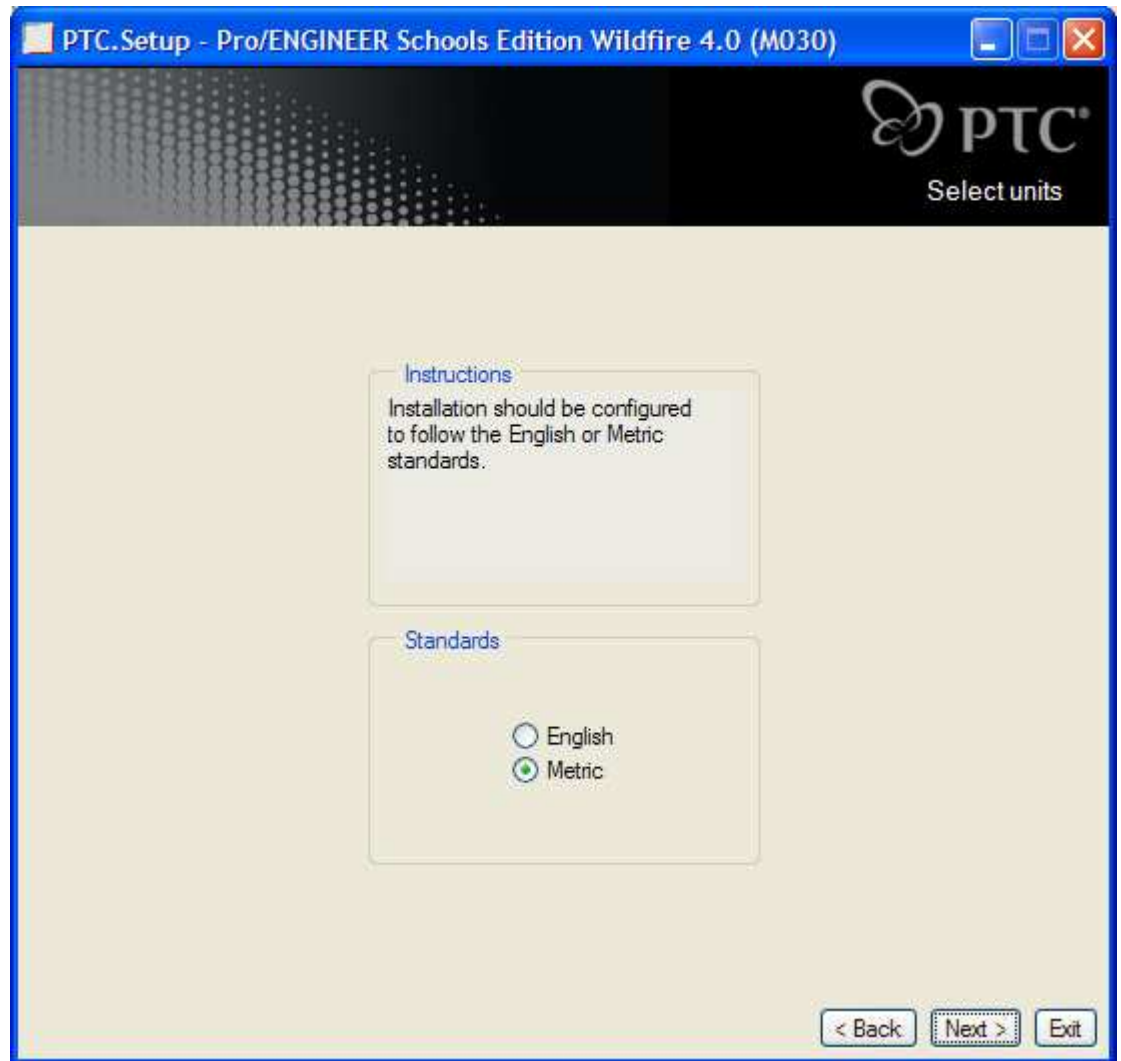 PTC.Setup - Pro/ENGINEER Schools Edition Wildfire 4.0 (M030)
PTC®
Select units
Instructions
Installation should be configured
to follow the English or Metric
standards.
Standards
English
Metric
< Back Next > Exit